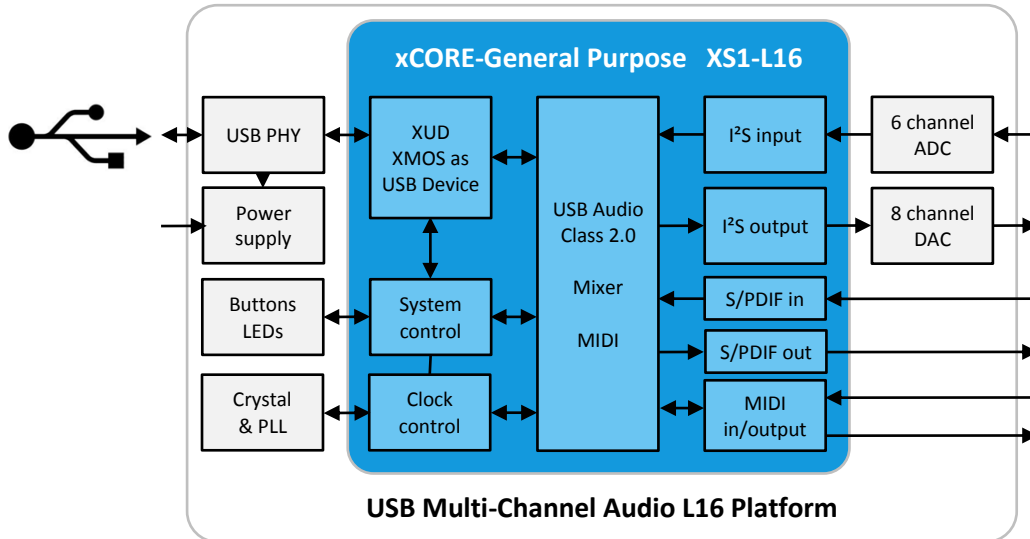 xCORE-General Purpose XS1-L16
USB PHY
XUD
XMOS as
USB Device
I²S input
6 channel
ADC
Power
supply
USB Audio
Class 2.0
Mixer
MIDI
I²S output
8 channel
DAC
Buttons
LEDs
System
control
S/PDIF in
S/PDIF out
Crystal
& PLL
Clock
control
MIDI
in/output
USB Multi-Channel Audio L16 Platform